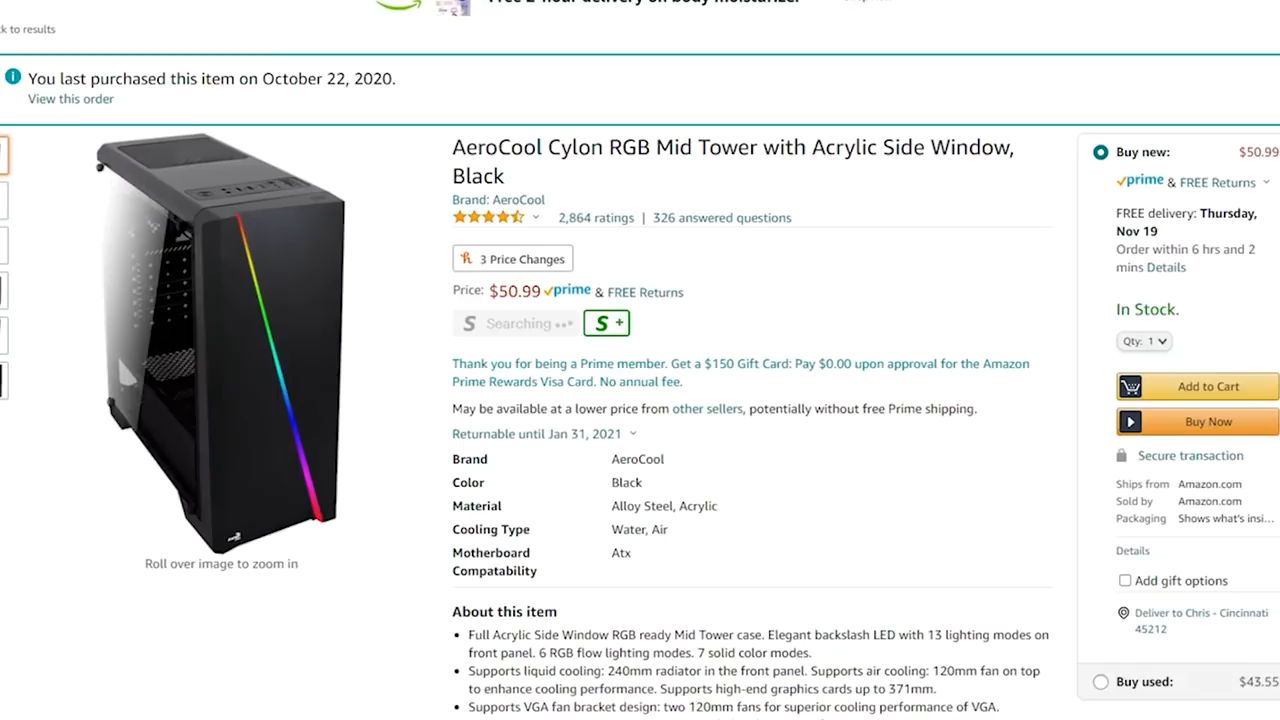 Free 2-hour delivery on body moisturizer.
ck to results
You last purchased this item on October 22, 2020.
View this order
AeroCool Cylon RGB Mid Tower with Acrylic Side Window,
Black
Brand: AeroCool
2,864 ratings | 326 answered questions
3 Price Changes
Price: $50.99 prime & FREE Returns
S Searching S +
Thank you for being a Prime member. Get a $150 Gift Card: Pay $0.00 upon approval for the Amazon
Prime Rewards Visa Card. No annual fee.
May be available at a lower price from other sellers, potentially without free Prime shipping.
Returnable until Jan 31, 2021
Brand AeroCool
Color Black
Material Alloy Steel, Acrylic
Cooling Type Water, Air
Motherboard Atx
Compatability
Roll over image to zoom in
About this item
• Full Acrylic Side Window RGB ready Mid Tower case. Elegant backslash LED with 13 lighting modes on
front panel. 6 RGB flow lighting modes. 7 solid color modes.
• Supports liquid cooling: 240mm radiator in the front panel. Supports air cooling: 120mm fan on top
to enhance cooling performance. Supports high-end graphics cards up to 371mm.
• Supports VGA fan bracket design: two 120mm fans for superior cooling performance of VGA.
Buy new: $50.99
prime & FREE Returns
FREE delivery: Thursday,
Nov 19
Order within 6 hrs and 2
mins Details
In Stock.
Qty: 1
Add to Cart
Buy Now
Secure transaction
Ships from Amazon.com
Sold by Amazon.com
Packaging Shows what's insi...
Details
Add gift options
Deliver to Chris - Cincinnati
45212
Buy used: $43.55